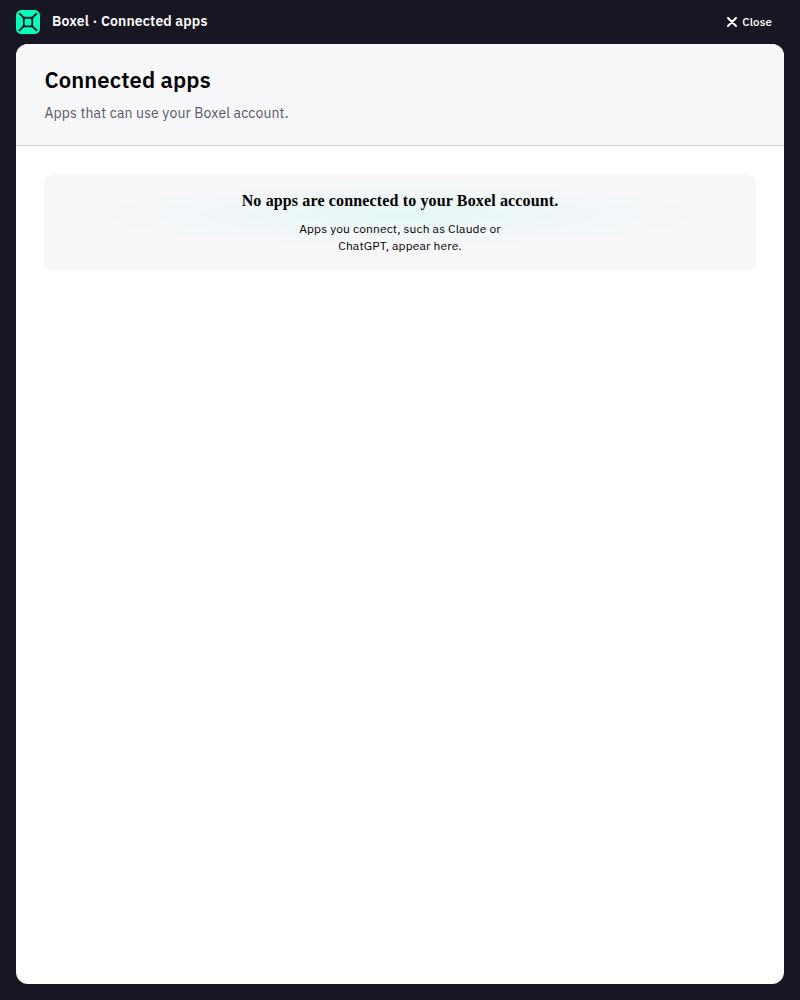 Boxel · Connected apps
Close
Connected apps
Apps that can use your Boxel account.
No apps are connected to your Boxel account.
Apps you connect, such as Claude or
ChatGPT, appear here.